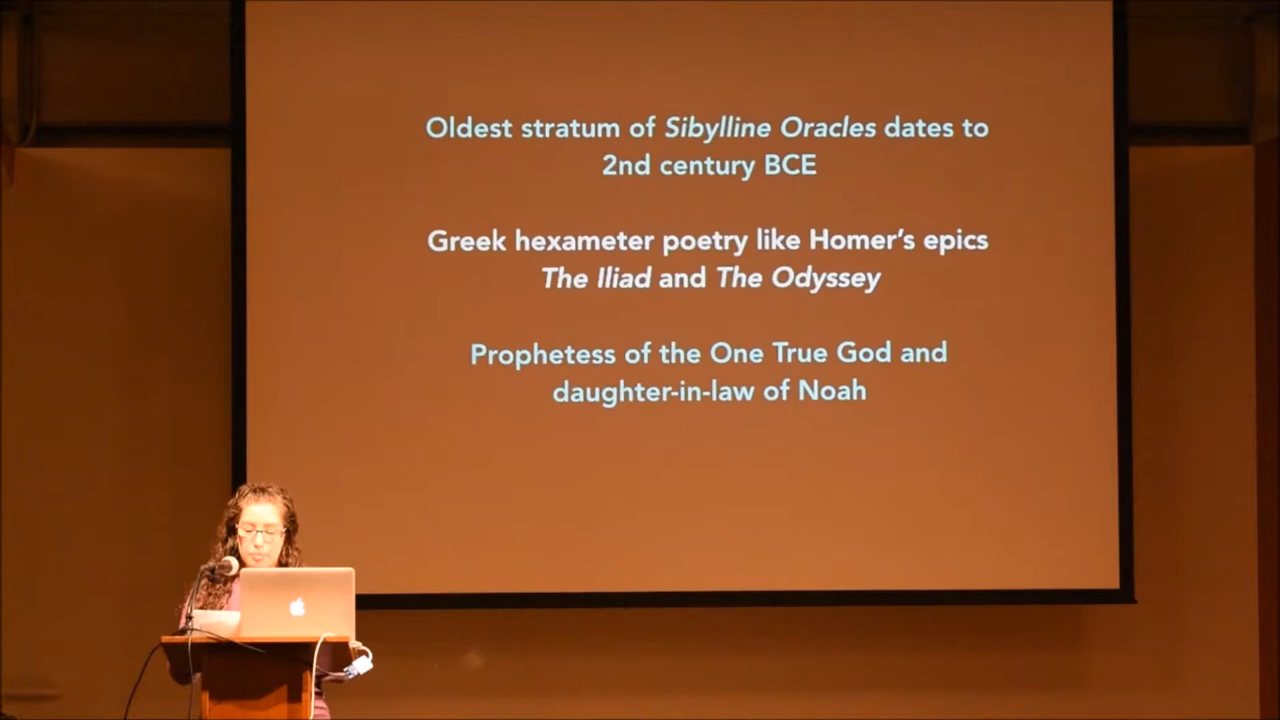 Oldest stratum of Sibylline Oracles dates to
2nd century BCE
Greek hexameter poetry like Homer’s epics
The Iliad and The Odyssey
Prophetess of the One True God and
daughter-in-law of Noah